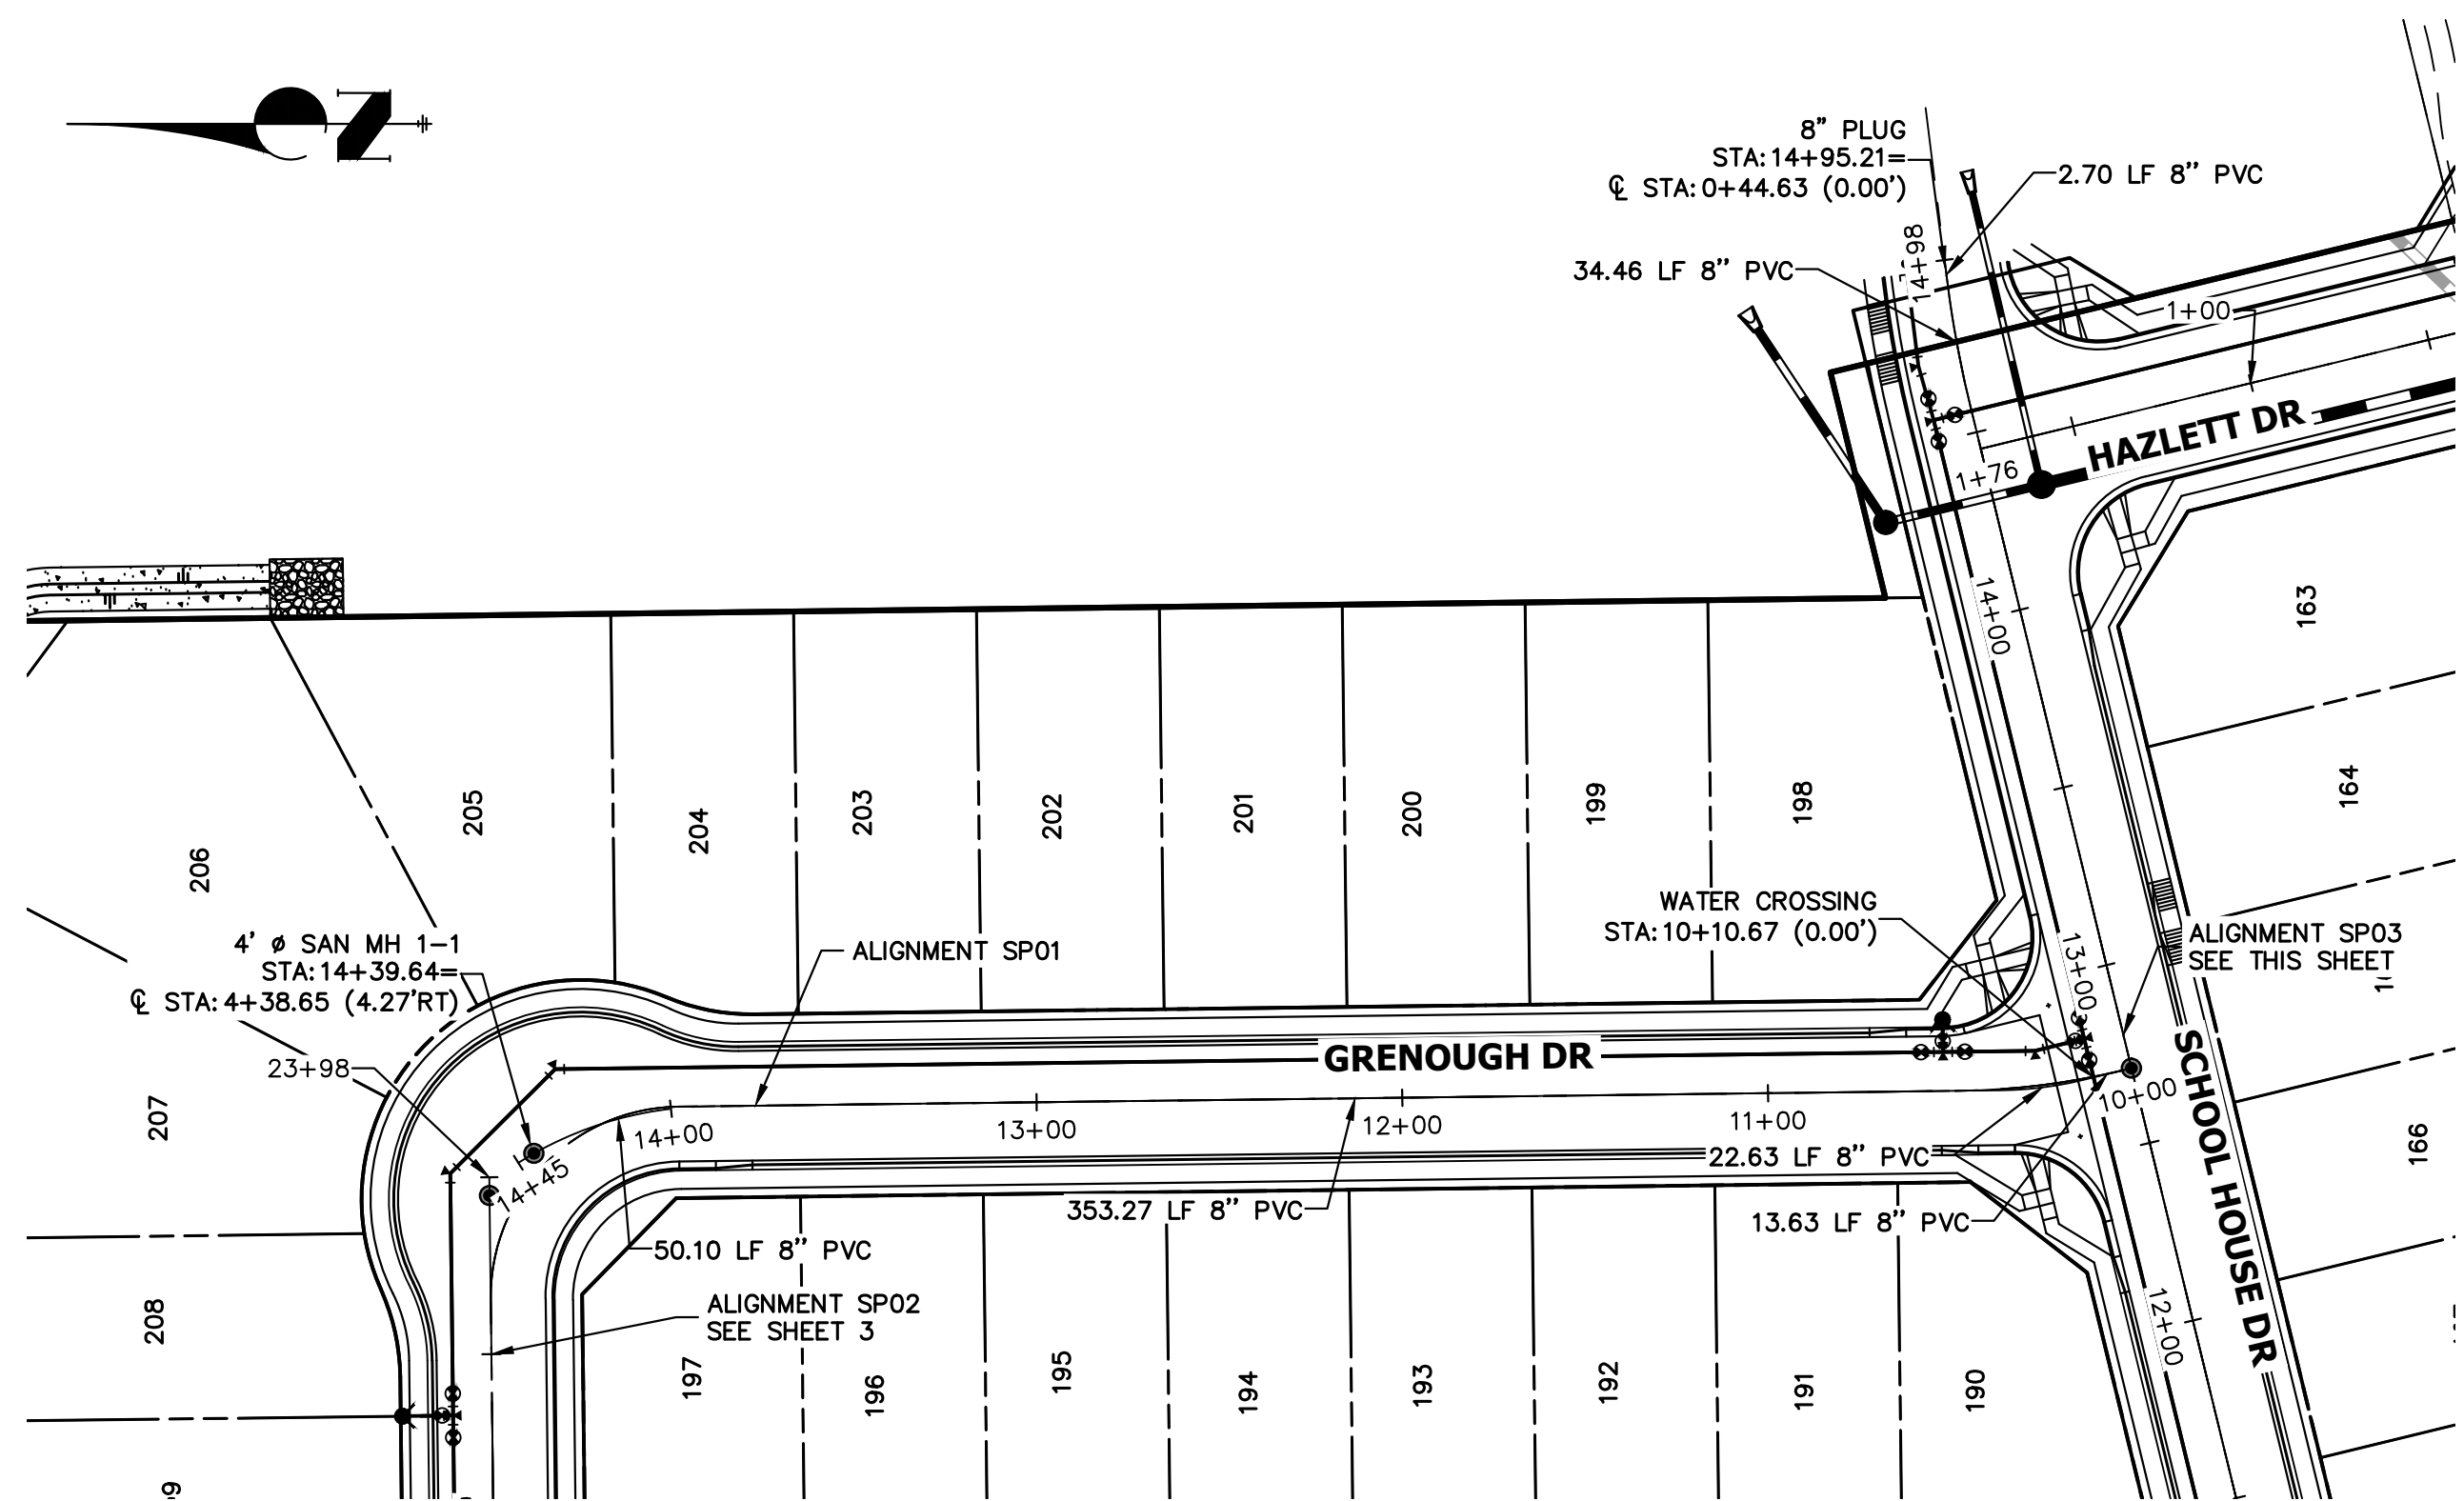 N
8” PLUG
STA:14+95.21=
℄ STA:0+44.63 (0.00')
2.70 LF 8” PVC
34.46 LF 8” PVC
14+98
1+00
HAZLETT DR
1+76
14+00
163
164
205
204
203
202
201
200
199
198
206
WATER CROSSING
STA:10+10.67 (0.00')
4' ø SAN MH 1-1
STA:14+39.64=
℄ STA:4+38.65 (4.27'RT)
ALIGNMENT SP01
13+00
ALIGNMENT SP03
SEE THIS SHEET
GRENOUGH DR
23+98
207
14+00
13+00
12+00
11+00
10+00
SCHOOL HOUSE DR
166
14+45
22.63 LF 8” PVC
353.27 LF 8” PVC
13.63 LF 8” PVC
50.10 LF 8” PVC
ALIGNMENT SP02
SEE SHEET 3
208
12+00
197
196
195
194
193
192
191
190